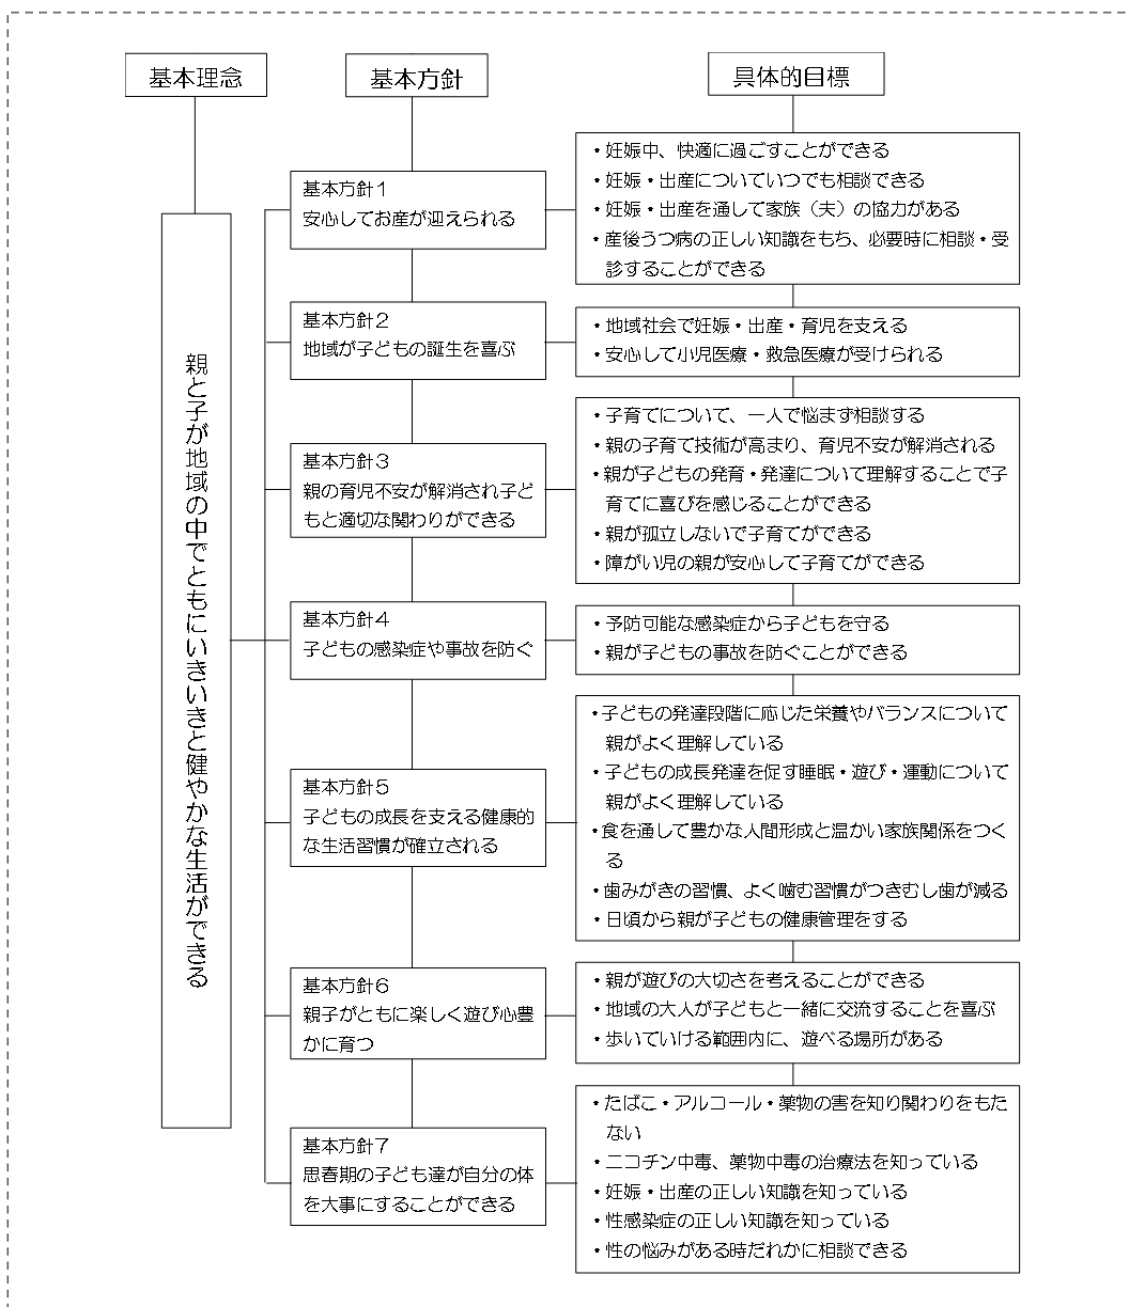 基本理念
基本方針
具体的目標
親と子が地域の中でともにいきいきと健やかな生活ができる
基本方針1
安心してお産が迎えられる
・妊娠中、快適に過ごすことができる
・妊娠・出産についていつでも相談できる
・妊娠・出産を通して家族（夫）の協力がある
・産後うつ病の正しい知識をもち、必要時に相談・受
診することができる
基本方針2
地域が子どもの誕生を喜ぶ
・地域社会で妊娠・出産・育児を支える
・安心して小児医療・救急医療が受けられる
基本方針3
親の育児不安が解消され子ど
もと適切な関わりができる
・子育てについて、一人で悩まず相談する
・親の子育て技術が高まり、育児不安が解消される
・親が子どもの発育・発達について理解することで子
育てに喜びを感じることができる
・親が孤立しないで子育てができる
・障がい児の親が安心して子育てができる
基本方針4
子どもの感染症や事故を防ぐ
・予防可能な感染症から子どもを守る
・親が子どもの事故を防ぐことができる
基本方針5
子どもの成長を支える健康的
な生活習慣が確立される
・子どもの発達段階に応じた栄養やバランスについて
親がよく理解している
・子どもの成長発達を促す睡眠・遊び・運動について
親がよく理解している
・食を通して豊かな人間形成と温かい家族関係をつく
る
・歯みがきの習慣、よく噛む習慣がつきむし歯が減る
・日頃から親が子どもの健康管理をする
基本方針6
親子がともに楽しく遊び心豊
かに育つ
・親が遊びの大切さを考えることができる
・地域の大人が子どもと一緒に交流することを喜ぶ
・歩いていける範囲内に、遊べる場所がある
基本方針7
思春期の子ども達が自分の体
を大事にすることができる
・たばこ・アルコール・薬物の害を知り関わりをもた
ない
・ニコチン中毒、薬物中毒の治療法を知っている
・妊娠・出産の正しい知識を知っている
・性感染症の正しい知識を知っている
・性の悩みがある時だれかに相談できる